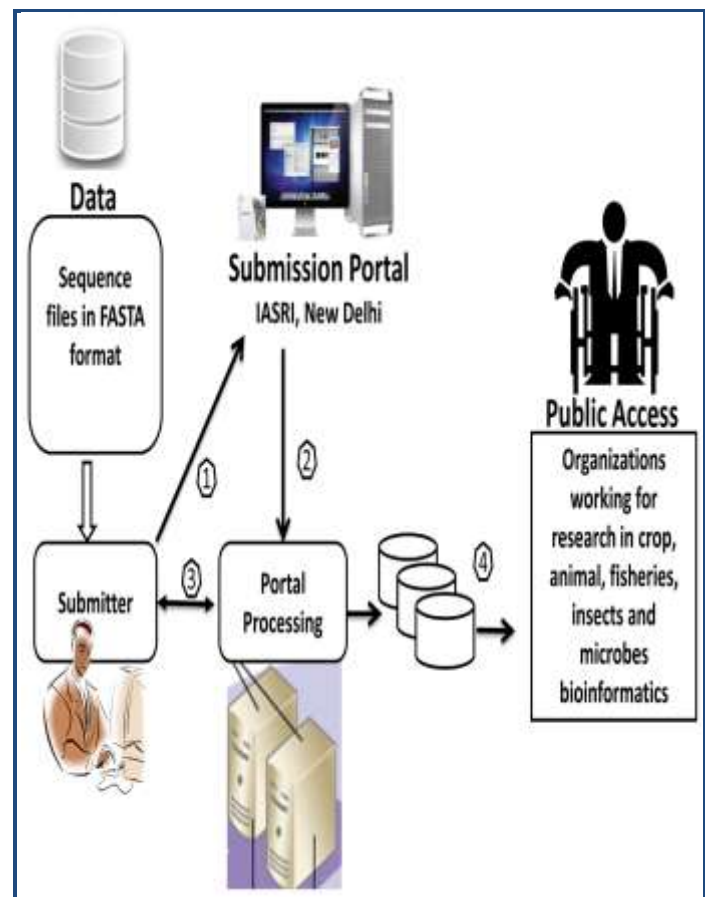 Data
Sequence
files in FASTA
format
Submission Portal
IASRI, New Delhi
1
2
3
4
Submitter
Portal
Processing
Public Access
Organizations
working for
research in crop,
animal, fisheries,
insects and
microbes
bioinformatics